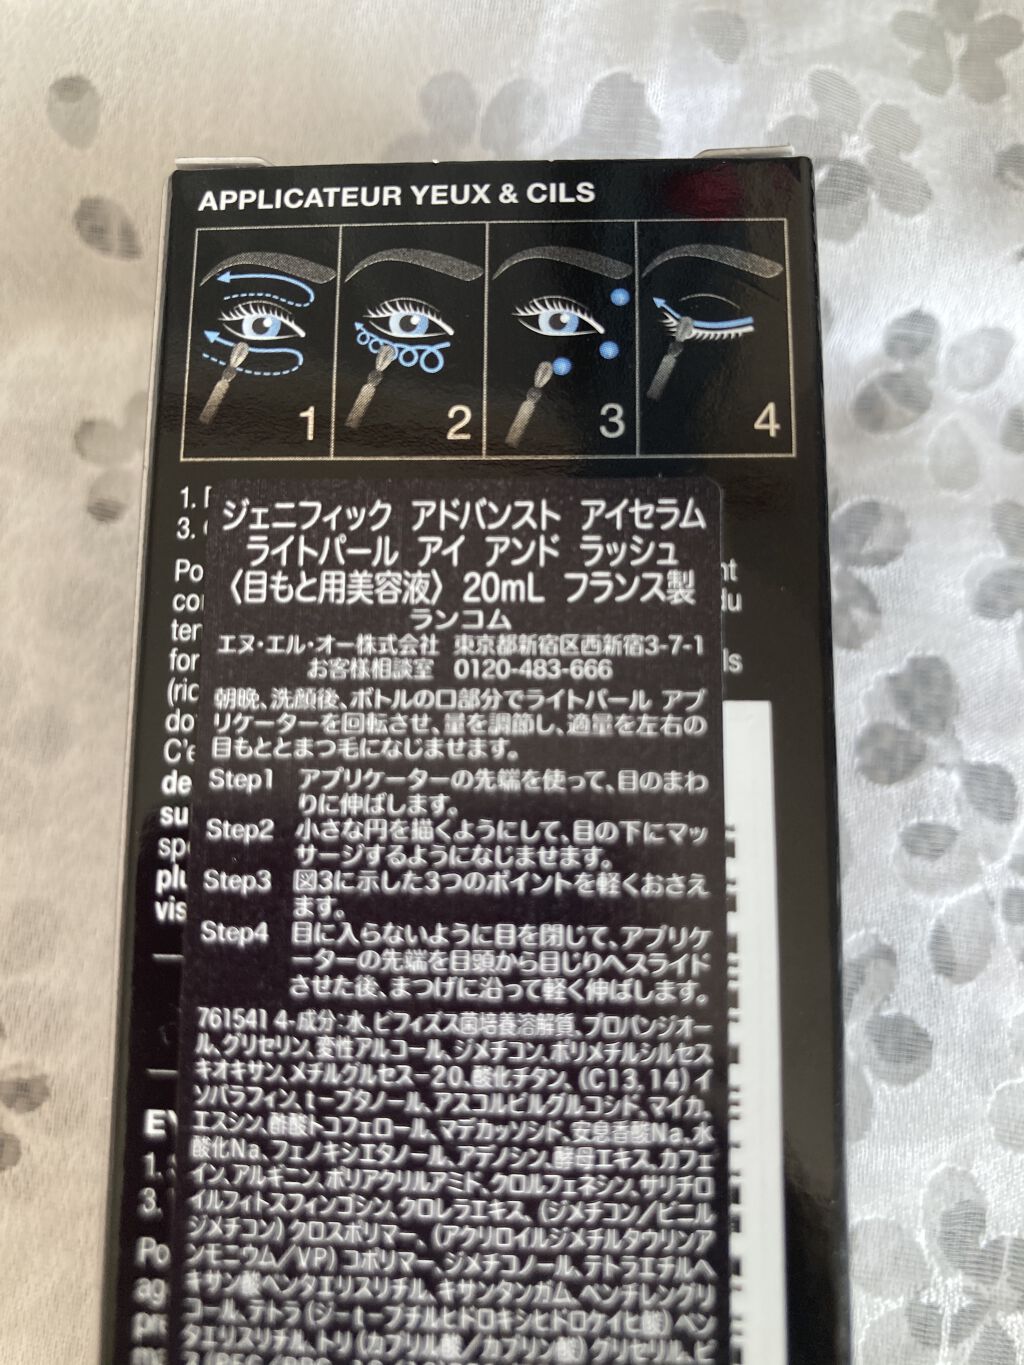 APPLICATEUR YEUX & CILS
1 2 3 4
1.
3.
ジェニフィック アドバンスト アイセラム
ライトパール アイ アンド ラッシュ
〈目もと用美容液〉 20mL フランス製
ランコム
エヌ・エル・オー株式会社 東京都新宿区西新宿3-7-1
お客様相談室 0120-483-666
朝晩、洗顔後、ボトルの口部分でライトパール アプ
リケーターを回転させ、量を調節し、適量を左右の
目もととまつ毛になじませます。
Step1 アプリケーターの先端を使って、目のまわ
りに伸ばします。
Step2 小さな円を描くようにして、目の下にマッ
サージするようになじませます。
Step3 図3に示した3つのポイントを軽くおさえ
ます。
Step4 目に入らないように目を閉じて、アプリケ
ーターの先端を目頭から目じりへスライド
させた後、まつげに沿って軽く伸ばします。
761541 4-成分:水、ビフィズス菌培養溶解質、プロパンジオー
ル、グリセリン、変性アルコール、ジメチコン、ポリメチルシルセス
キオキサン、メチルグルセス－20、酸化チタン、(C13,14)イ
ソパラフィン、t－ブタノール、アスコルビルグルコシド、マイカ、
エスシン、酢酸トコフェロール、マデカッソシド、安息香酸Na、水
酸化Na、フェノキシエタノール、アデノシン、酵母エキス、カフェ
イン、アルギニン、ポリアクリルアミド、クロルフェネシン、サリチロ
イルフィトスフィンゴシン、クロレラエキス、(ジメチコン／ビニル
ジメチコン)クロスポリマー、(アクリロイルジメチルタウリンア
ンモニウム／VP)コポリマー、ジメチコノール、テトラエチルヘ
キサン酸ペンタエリスリチル、キサンタンガム、ペンチレングリ
コール、テトラ(ジーt－ブチルヒドロキシヒドロケイヒ酸)ペン
タエリスリチル、トリ(カプリル酸／カプリン酸)グリセリル、ピ